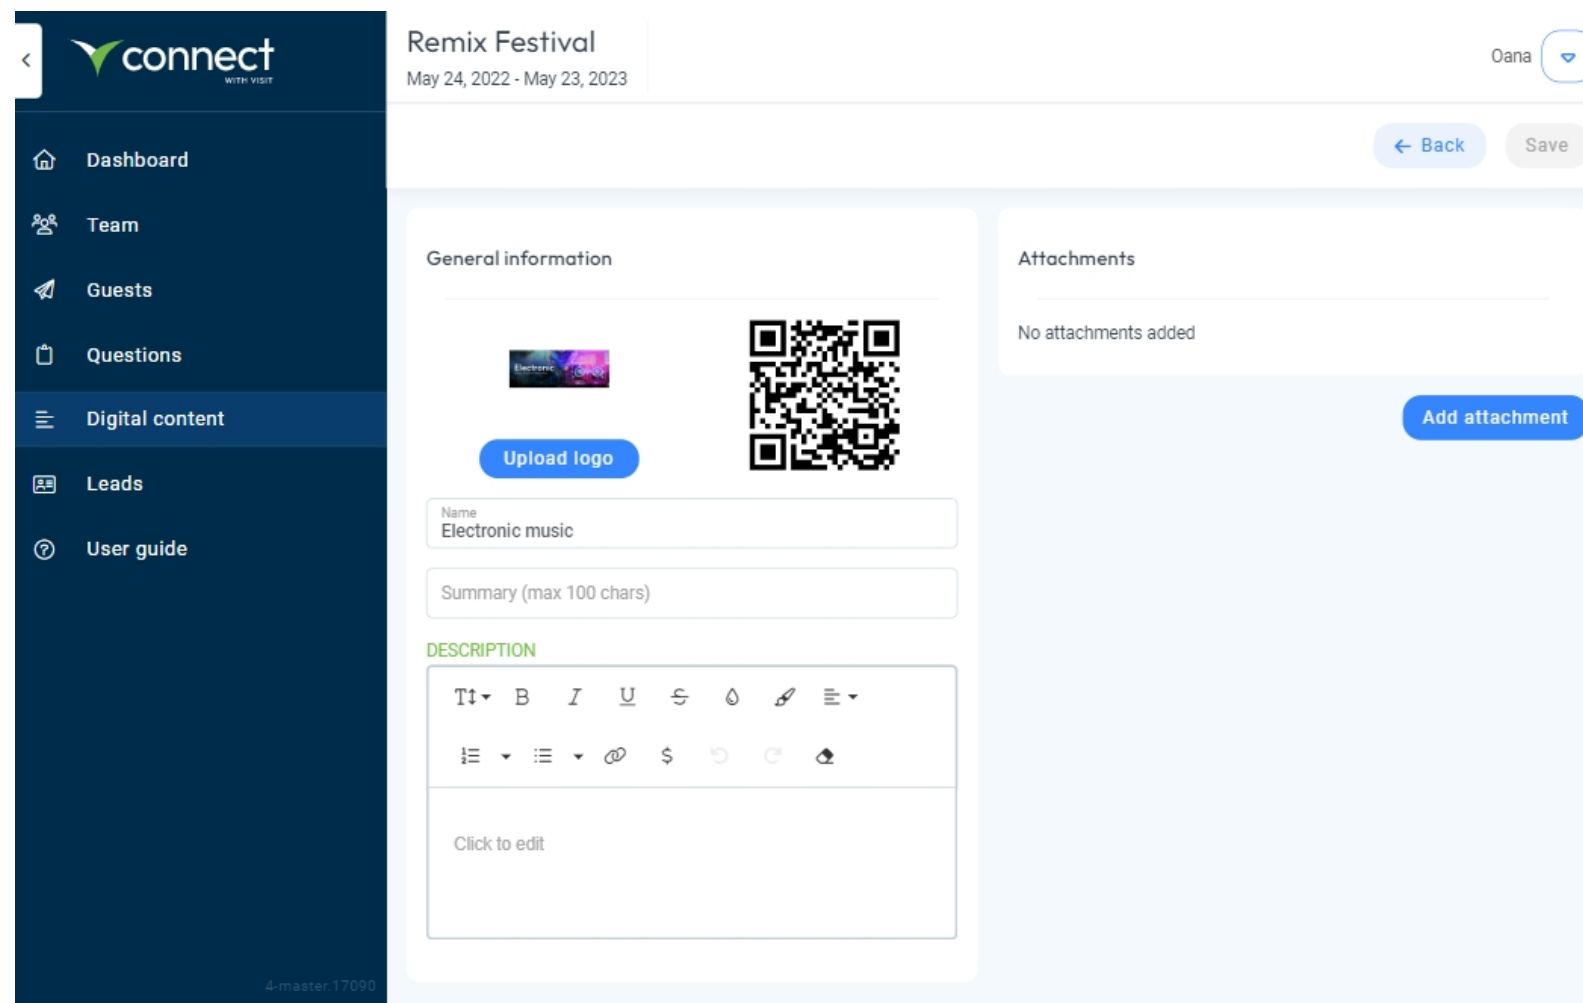 connect
WITH VISIT
Dashboard
Team
Guests
Questions
Digital content
Leads
User guide
4-master.17090
Remix Festival
May 24, 2022 - May 23, 2023
Oana
← Back
Save
General information
Electronic
Upload logo
Name
Electronic music
Summary (max 100 chars)
DESCRIPTION
Click to edit
Attachments
No attachments added
Add attachment